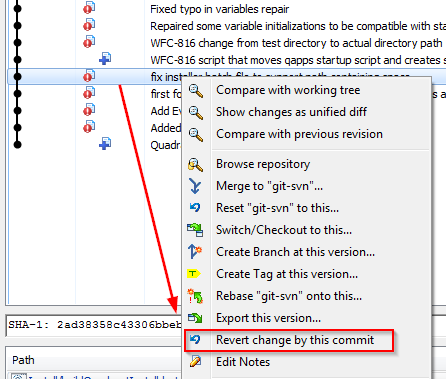 Fixed typo in variables repair
Repaired some variable initializations to be compatible with
WFC-816 change from test directory to actual directory path
WFC-816 script that moves qapps startup script and creates s
fix installer batch file to support path containing space
first fo
Add Ev
Added
Quadr
Compare with working tree
Show changes as unified diff
Compare with previous revision
Browse repository
Merge to "git-svn"...
Reset "git-svn" to this...
Switch/Checkout to this...
Create Branch at this version...
Create Tag at this version...
Rebase "git-svn" onto this...
Export this version...
SHA-1: 2ad38358c43306bbeb
Revert change by this commit
Path
Edit Notes